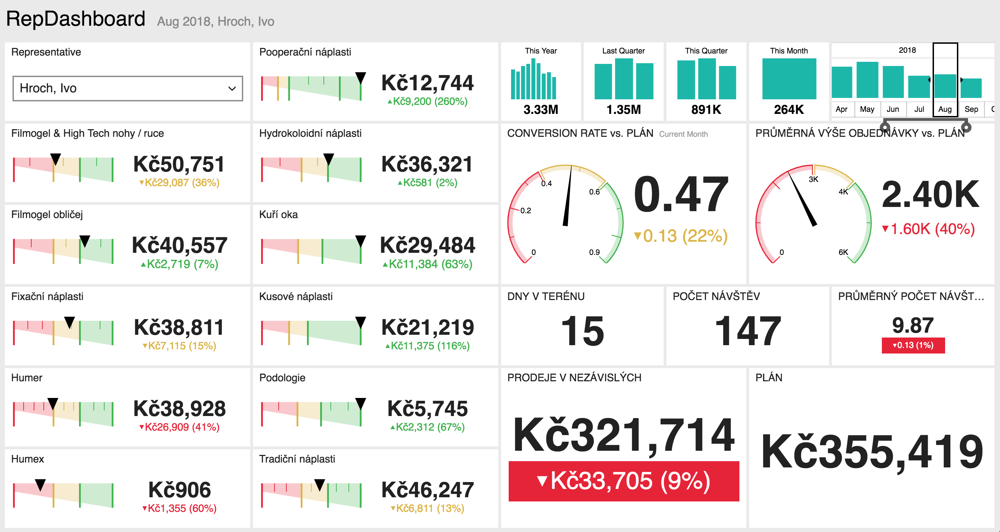 RepDashboard Aug 2018, Hroch, Ivo
Representative
Hroch, Ivo
Pooperační náplasti
Kč12,744
▲Kč9,200 (260%)
This Year
3.33M
Last Quarter
1.35M
This Quarter
891K
This Month
264K
2018
Apr May Jun Jul Aug Sep
Filmogel & High Tech nohy / ruce
Kč50,751
▼Kč29,087 (36%)
Hydrokoloidní náplasti
Kč36,321
▲Kč581 (2%)
CONVERSION RATE vs. PLÁN Current Month
0 0.2 0.4 0.6 0.9
0.47
▼0.13 (22%)
PRŮMĚRNÁ VÝŠE OBJEDNÁVKY vs. PLÁN
0 3K 4K 6K
2.40K
▼1.60K (40%)
Filmogel obličej
Kč40,557
▲Kč2,719 (7%)
Kuří oka
Kč29,484
▲Kč11,384 (63%)
Fixační náplasti
Kč38,811
▼Kč7,115 (15%)
Kusové náplasti
Kč21,219
▲Kč11,375 (116%)
DNY V TERÉNU
15
POČET NÁVŠTĚV
147
PRŮMĚRNÝ POČET NÁVŠT...
9.87
▼0.13 (1%)
Humer
Kč38,928
▼Kč26,909 (41%)
Podologie
Kč5,745
▲Kč2,312 (67%)
PRODEJE V NEZÁVISLÝCH
Kč321,714
▼Kč33,705 (9%)
PLÁN
Kč355,419
Humex
Kč906
▼Kč1,355 (60%)
Tradiční náplasti
Kč46,247
▼Kč6,811 (13%)